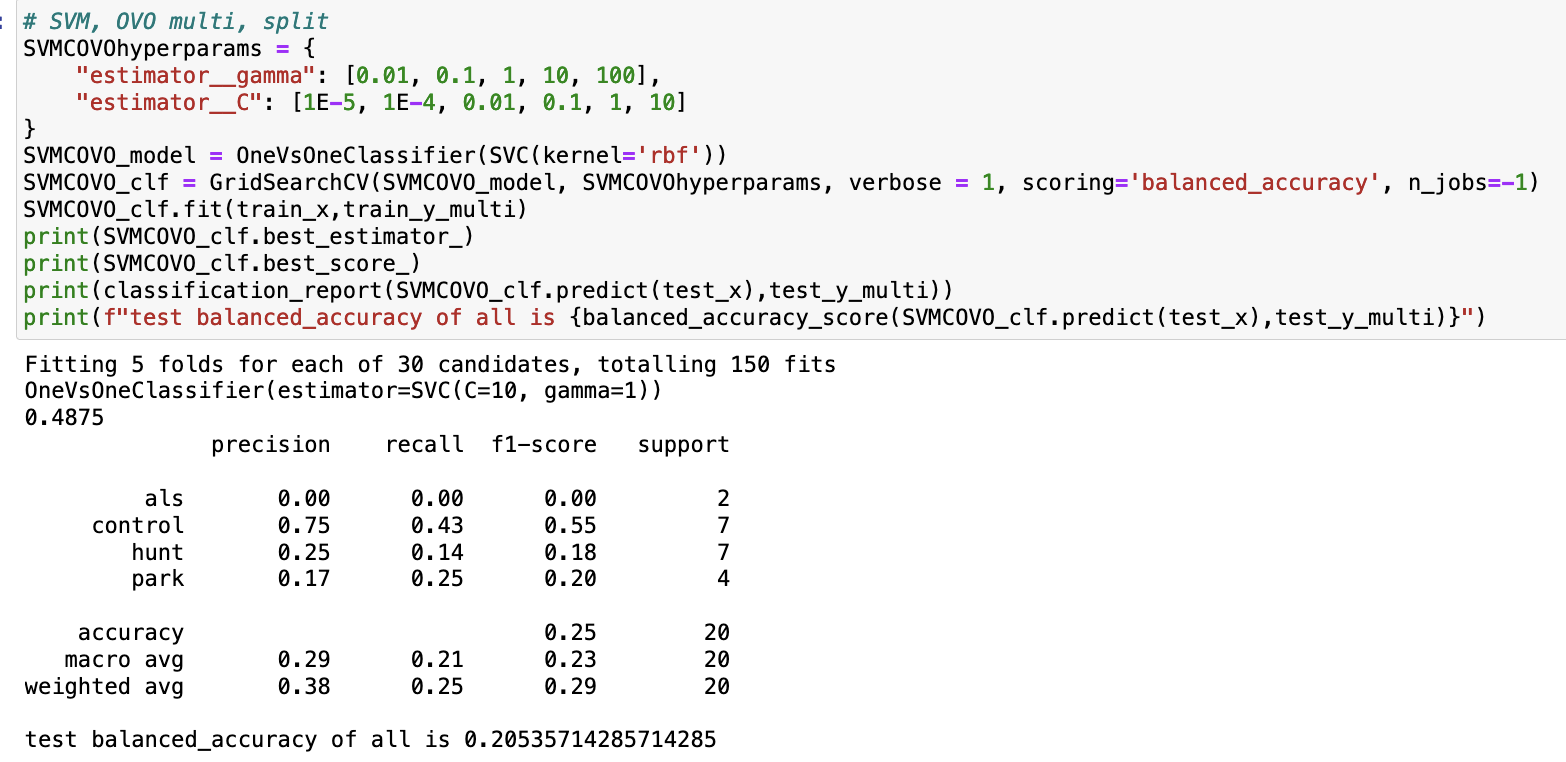 :
# SVM, OVO multi, split
SVMCOVOhyperparams = {
    "estimator__gamma": [0.01, 0.1, 1, 10, 100],
    "estimator__C": [1E-5, 1E-4, 0.01, 0.1, 1, 10]
}
SVMCOVO_model = OneVsOneClassifier(SVC(kernel='rbf'))
SVMCOVO_clf = GridSearchCV(SVMCOVO_model, SVMCOVOhyperparams, verbose = 1, scoring='balanced_accuracy', n_jobs=-1)
SVMCOVO_clf.fit(train_x,train_y_multi)
print(SVMCOVO_clf.best_estimator_)
print(SVMCOVO_clf.best_score_)
print(classification_report(SVMCOVO_clf.predict(test_x),test_y_multi))
print(f"test balanced_accuracy of all is {balanced_accuracy_score(SVMCOVO_clf.predict(test_x),test_y_multi)}")
Fitting 5 folds for each of 30 candidates, totalling 150 fits
OneVsOneClassifier(estimator=SVC(C=10, gamma=1))
0.4875
              precision    recall  f1-score   support
         als       0.00      0.00      0.00         2
     control       0.75      0.43      0.55         7
        hunt       0.25      0.14      0.18         7
        park       0.17      0.25      0.20         4
    accuracy                           0.25        20
   macro avg       0.29      0.21      0.23        20
weighted avg       0.38      0.25      0.29        20
test balanced_accuracy of all is 0.20535714285714285